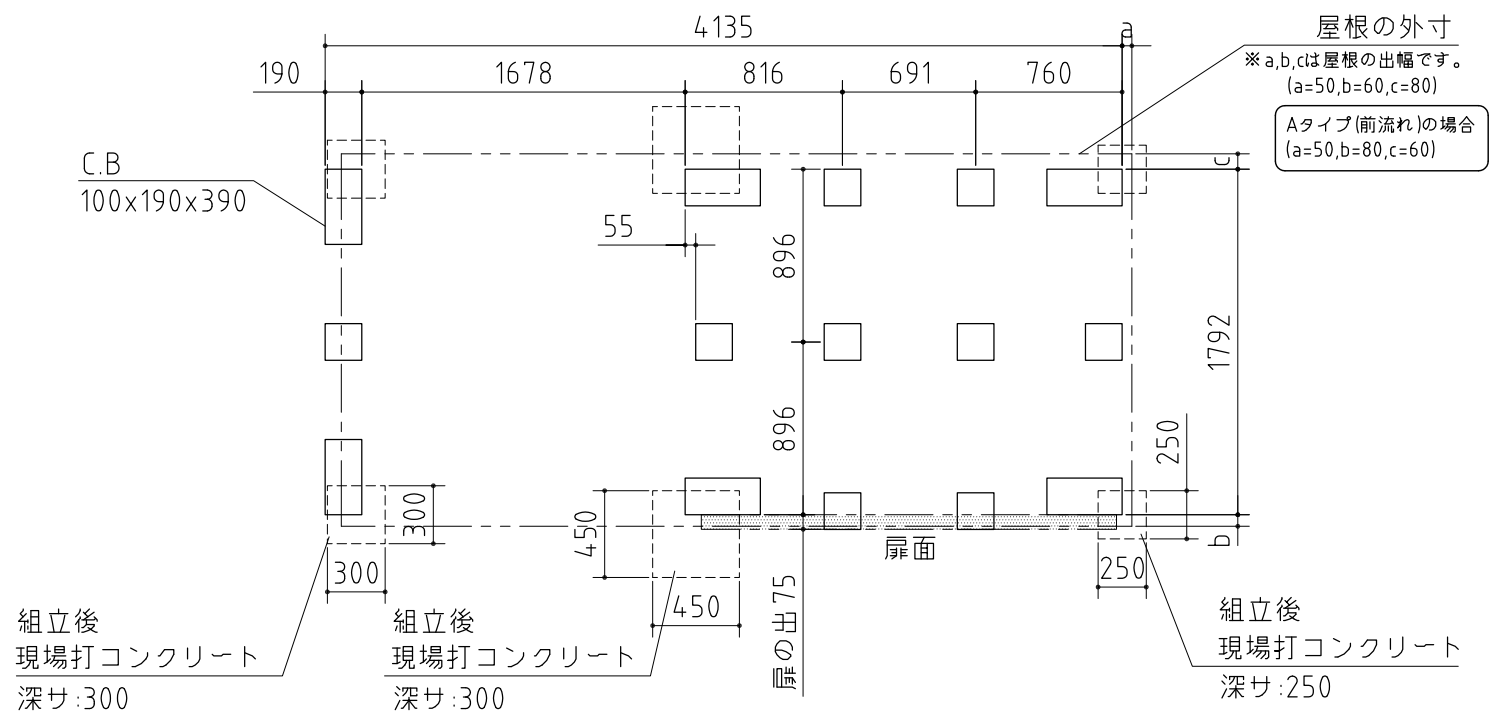 4135
a
屋根の外寸
※a,b,cは屋根の出幅です。
(a=50,b=60,c=80)
190
1678
816
691
760
Aタイプ(前流れ)の場合
(a=50,b=80,c=60)
C.B
100x190x390
c
55
896
1792
896
250
300
450
扉面
b
300
450
250
扉の出75
組立後
現場打コンクリート
深サ:300
組立後
現場打コンクリート
深サ:300
組立後
現場打コンクリート
深サ:250